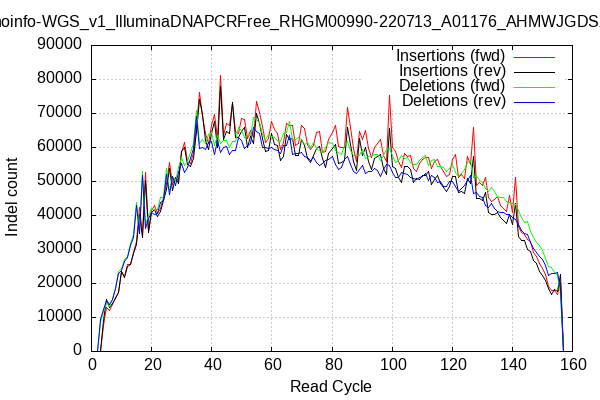 noinfo-WGS_v1_IlluminaDNAPCRFree_RHGM00990-220713_A01176_AHMWJGDS
Insertions (fwd)
Insertions (rev)
Deletions (fwd)
Deletions (rev)
90000
80000
70000
60000
50000
40000
30000
20000
10000
0
Indel count
0 20 40 60 80 100 120 140 160
Read Cycle